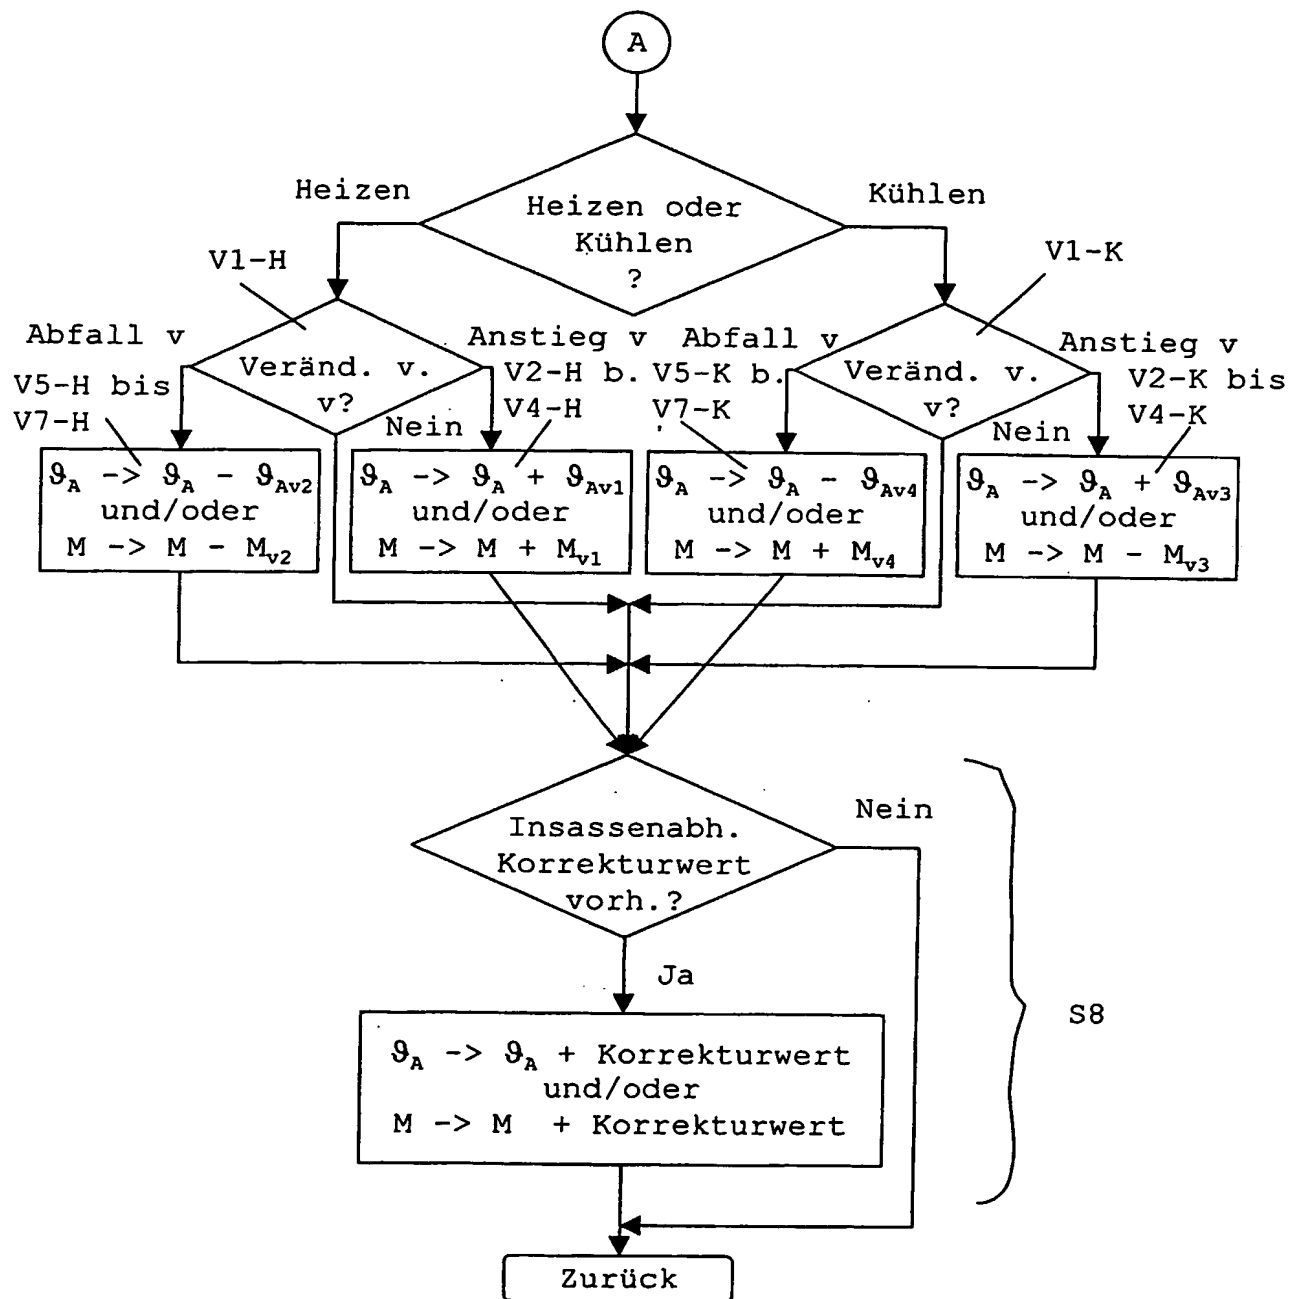 A
Heizen
Heizen oder
Kühlen
?
Kühlen
V1-H
V1-K
Abfall v
V5-H bis
V7-H
Veränd. v.
v?
Anstieg v
V2-H b.
V4-H
Nein
Abfall v
V5-K b.
V7-K
Veränd. v.
v?
Anstieg v
V2-K bis
V4-K
Nein
ϑA -> ϑA - ϑAv2
und/oder
M -> M - Mv2
ϑA -> ϑA + ϑAv1
und/oder
M -> M + Mv1
ϑA -> ϑA - ϑAv4
und/oder
M -> M + Mv4
ϑA -> ϑA + ϑAv3
und/oder
M -> M - Mv3
Insassenabh.
Korrekturwert
vorh.?
Nein
Ja
ϑA -> ϑA + Korrekturwert
und/oder
M -> M + Korrekturwert
S8
Zurück